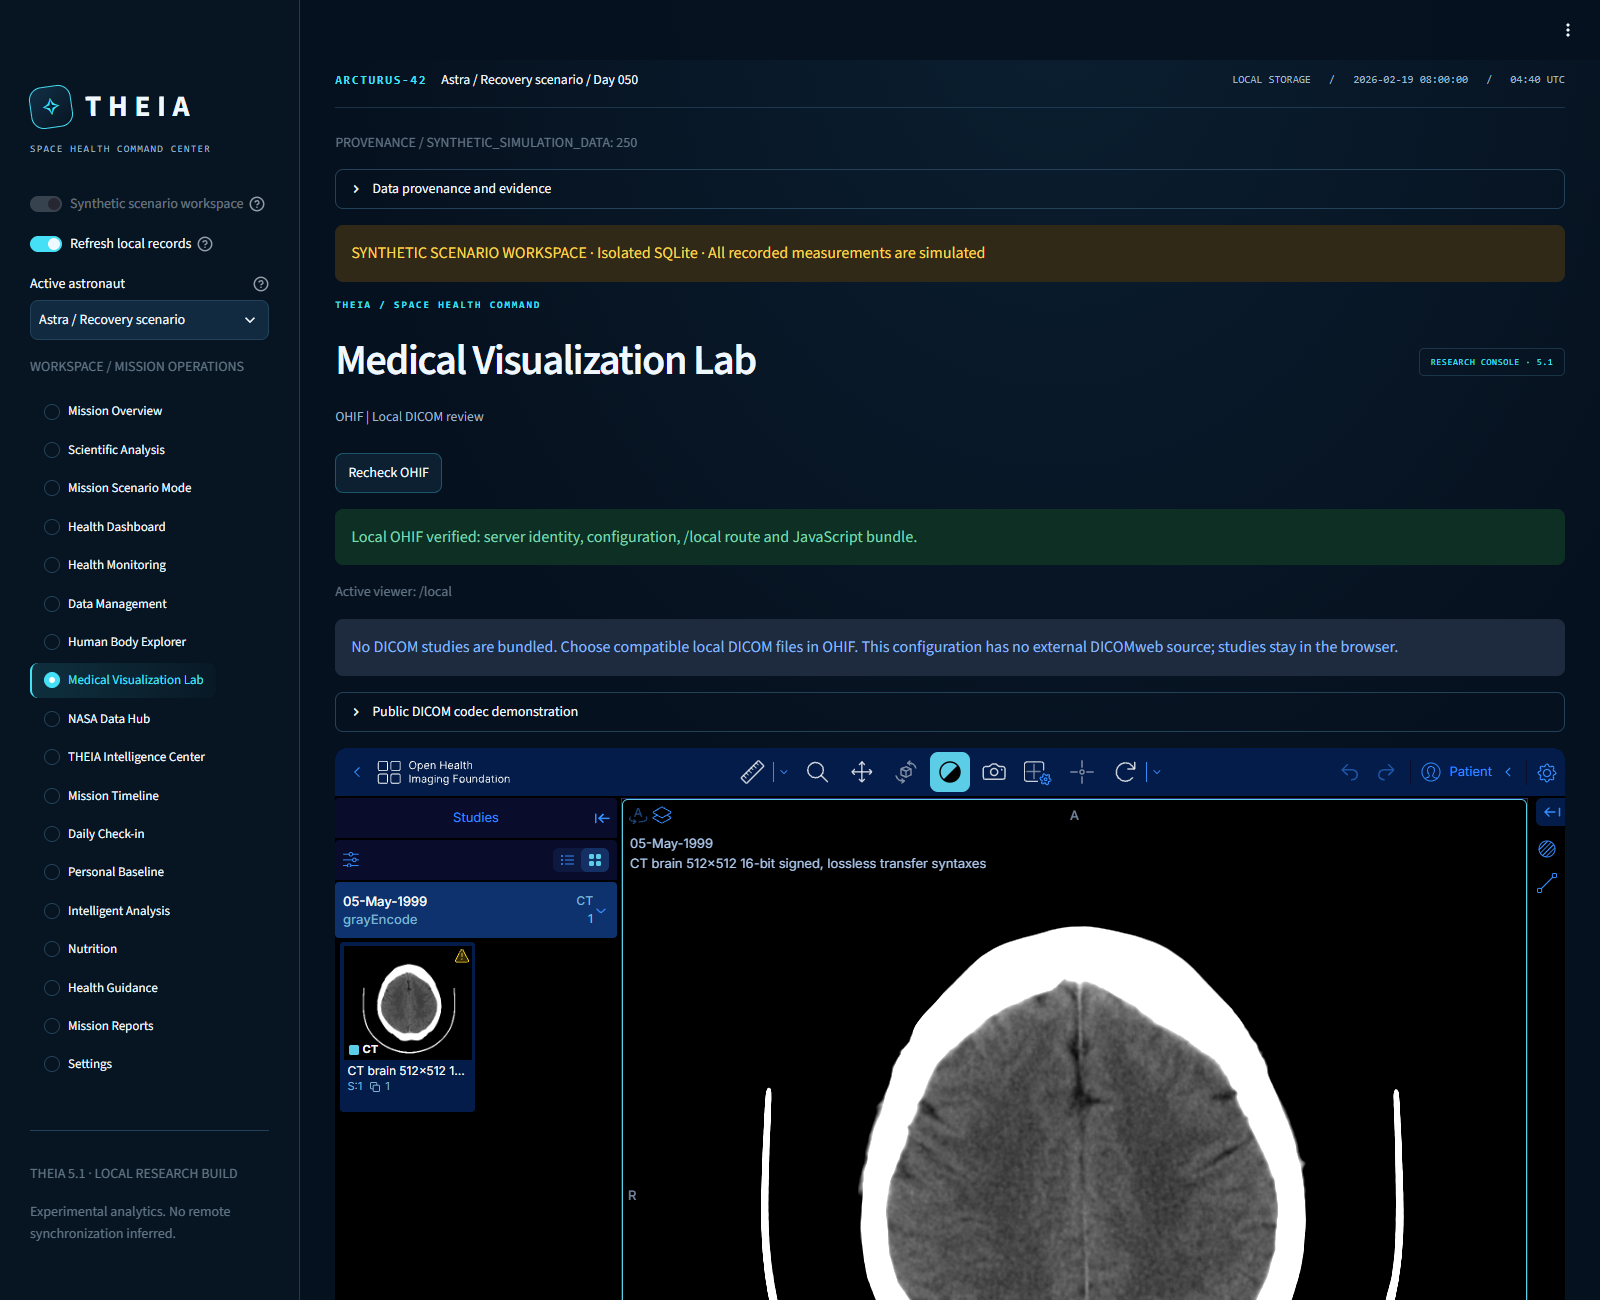 THEIA
SPACE HEALTH COMMAND CENTER
Synthetic scenario workspace
Refresh local records
Active astronaut
Astra / Recovery scenario
WORKSPACE / MISSION OPERATIONS
Mission Overview
Scientific Analysis
Mission Scenario Mode
Health Dashboard
Health Monitoring
Data Management
Human Body Explorer
Medical Visualization Lab
NASA Data Hub
THEIA Intelligence Center
Mission Timeline
Daily Check-in
Personal Baseline
Intelligent Analysis
Nutrition
Health Guidance
Mission Reports
Settings
THEIA 5.1 · LOCAL RESEARCH BUILD
Experimental analytics. No remote
synchronization inferred.
ARCTURUS-42 Astra / Recovery scenario / Day 050
LOCAL STORAGE / 2026-02-19 08:00:00 / 04:40 UTC
PROVENANCE / SYNTHETIC_SIMULATION_DATA: 250
Data provenance and evidence
SYNTHETIC SCENARIO WORKSPACE · Isolated SQLite · All recorded measurements are simulated
THEIA / SPACE HEALTH COMMAND
Medical Visualization Lab
RESEARCH CONSOLE · 5.1
OHIF | Local DICOM review
Recheck OHIF
Local OHIF verified: server identity, configuration, /local route and JavaScript bundle.
Active viewer: /local
No DICOM studies are bundled. Choose compatible local DICOM files in OHIF. This configuration has no external DICOMweb source; studies stay in the browser.
Public DICOM codec demonstration
Open Health
Imaging Foundation
Patient
Studies
05-May-1999 CT
grayEncode 1
CT
CT brain 512×512 1...
S:1 1
A
05-May-1999
CT brain 512×512 16-bit signed, lossless transfer syntaxes
R